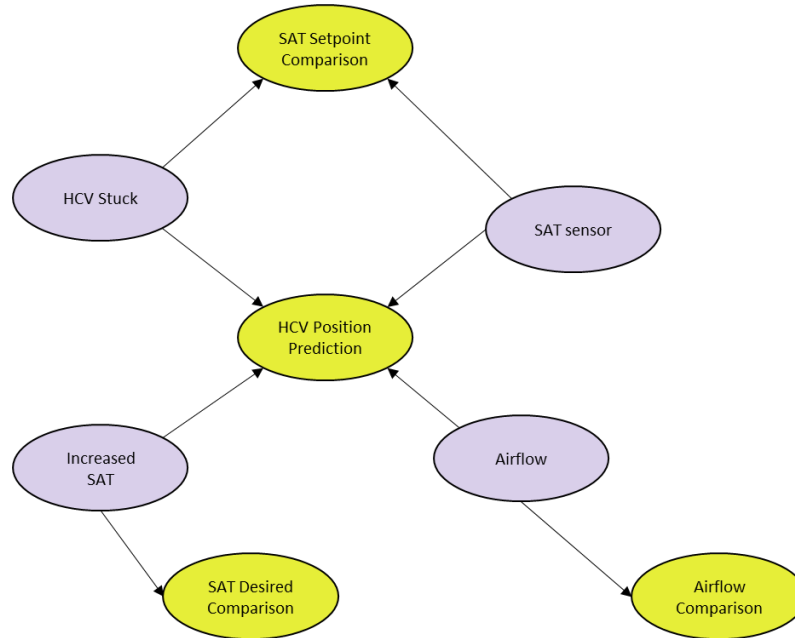 SAT Setpoint
Comparison
HCV Stuck
SAT sensor
HCV Position
Prediction
Increased
SAT
Airflow
SAT Desired
Comparison
Airflow
Comparison